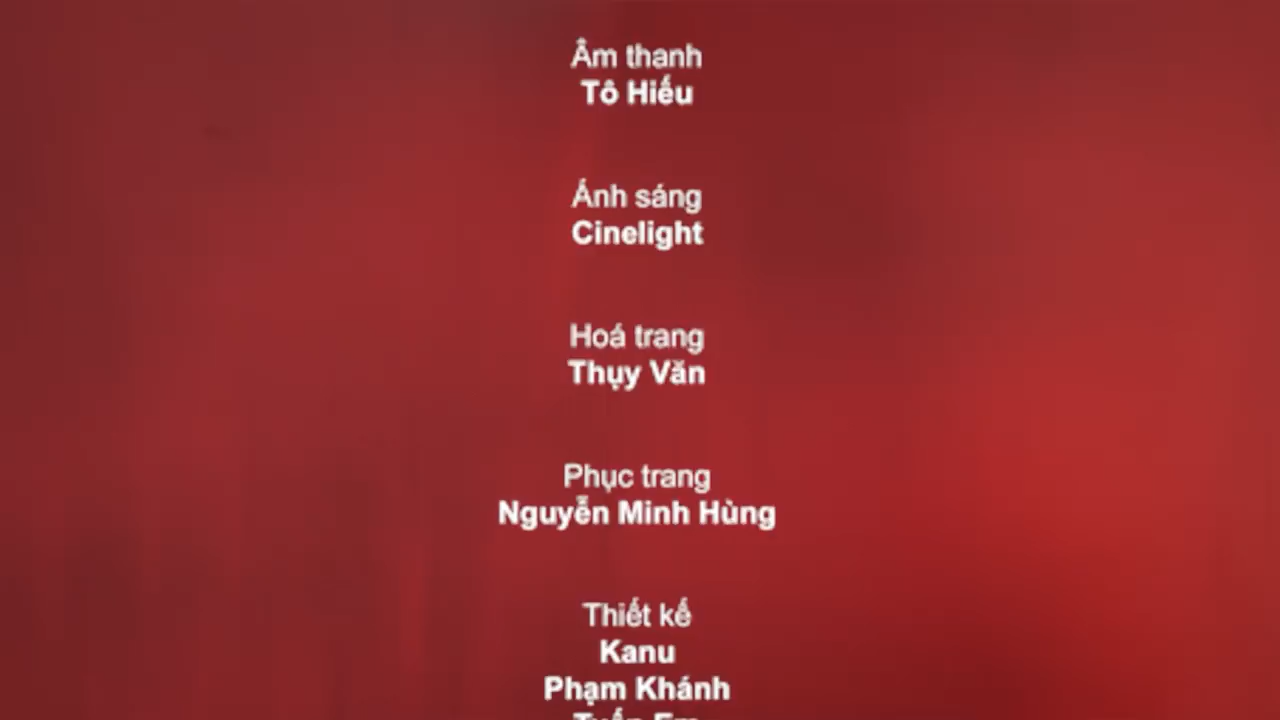 Âm thanh
Tô Hiếu
Ánh sáng
Cinelight
Hoá trang
Thụy Văn
Phục trang
Nguyễn Minh Hùng
Thiết kế
Kanu
Phạm Khánh